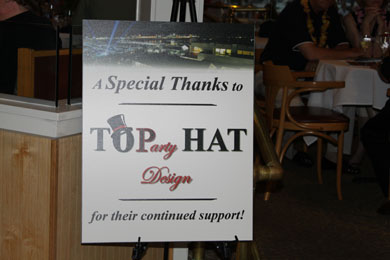 A Special Thanks to
TOParty HAT
Design
for their continued support!